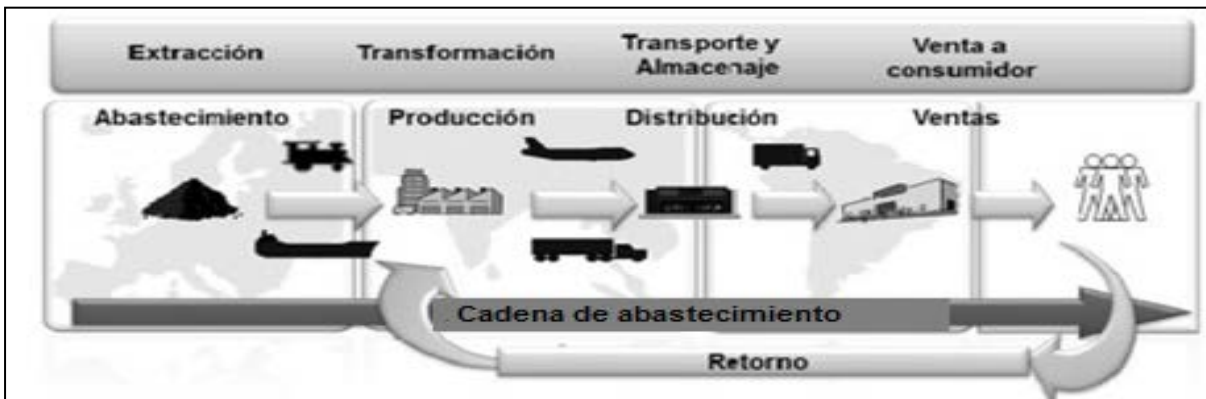 Extracción
Transformación
Transporte y
Almacenaje
Venta a
consumidor
Abastecimiento
Producción
Distribución
Ventas
Cadena de abastecimiento
Retorno